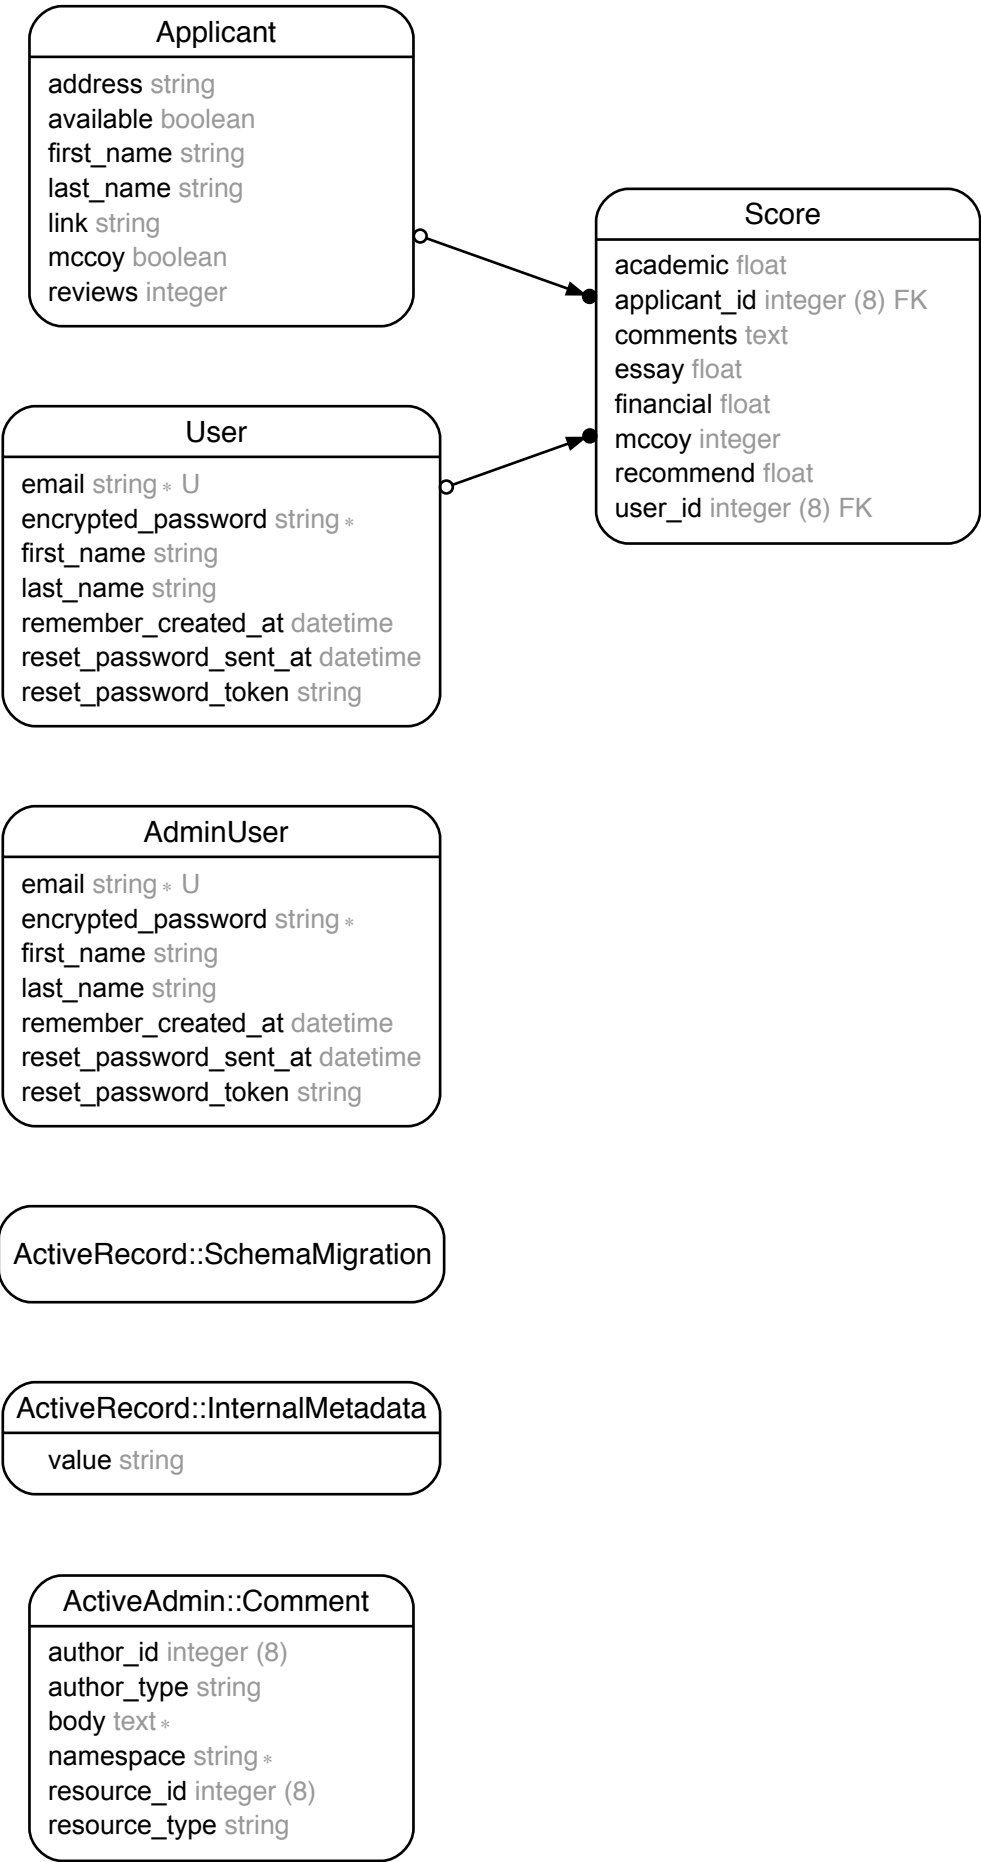 Applicant
address string
available boolean
first_name string
last_name string
link string
mccoy boolean
reviews integer
Score
academic float
applicant_id integer (8) FK
comments text
essay float
financial float
mccoy integer
recommend float
user_id integer (8) FK
User
email string * U
encrypted_password string *
first_name string
last_name string
remember_created_at datetime
reset_password_sent_at datetime
reset_password_token string
AdminUser
email string * U
encrypted_password string *
first_name string
last_name string
remember_created_at datetime
reset_password_sent_at datetime
reset_password_token string
ActiveRecord::SchemaMigration
ActiveRecord::InternalMetadata
value string
ActiveAdmin::Comment
author_id integer (8)
author_type string
body text *
namespace string *
resource_id integer (8)
resource_type string